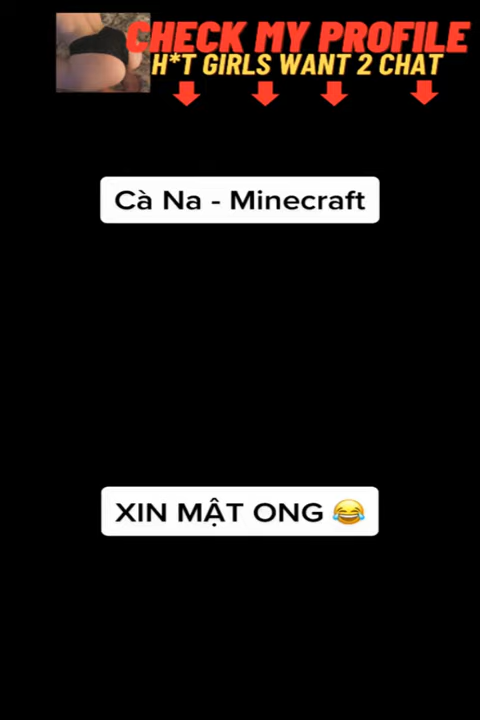 CHECK MY PROFILE
H*T GIRLS WANT 2 CHAT
Cà Na - Minecraft
XIN MẬT ONG 😂